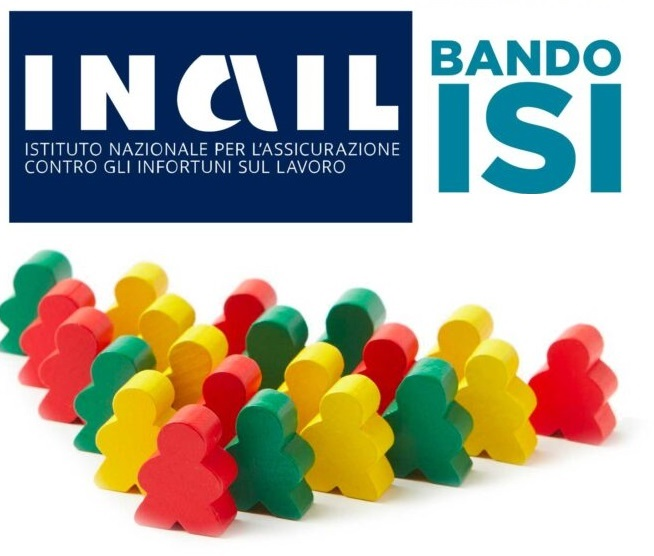 INAIL
ISTITUTO NAZIONALE PER L'ASSICURAZIONE
CONTRO GLI INFORTUNI SUL LAVORO
BANDO
ISI